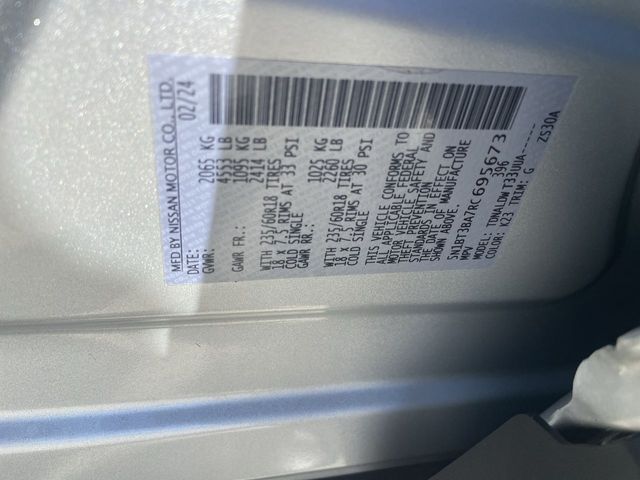 MFD BY NISSAN MOTOR CO., LTD.
DATE: 02/24
GVWR: 2065 KG
4553 LB
GAWR FR.: 1095 KG
2414 LB
WITH 235/60R18 TIRES
18 x 7.5 RIMS AT 33 PSI
COLD SINGLE
GAWR RR.: 1025 KG
2260 LB
WITH 235/60R18 TIRES
18 x 7.5 RIMS AT 30 PSI
COLD SINGLE
THIS VEHICLE CONFORMS TO
ALL APPLICABLE FEDERAL
MOTOR VEHICLE SAFETY AND
THEFT PREVENTION
STANDARDS IN EFFECT ON
THE DATE OF MANUFACTURE
SHOWN ABOVE.
5N1BT3BA7RC695673
MPV 396
MODEL: TDNALDWT33UUA------
COLOR: K23 TRIM: G ZS30A